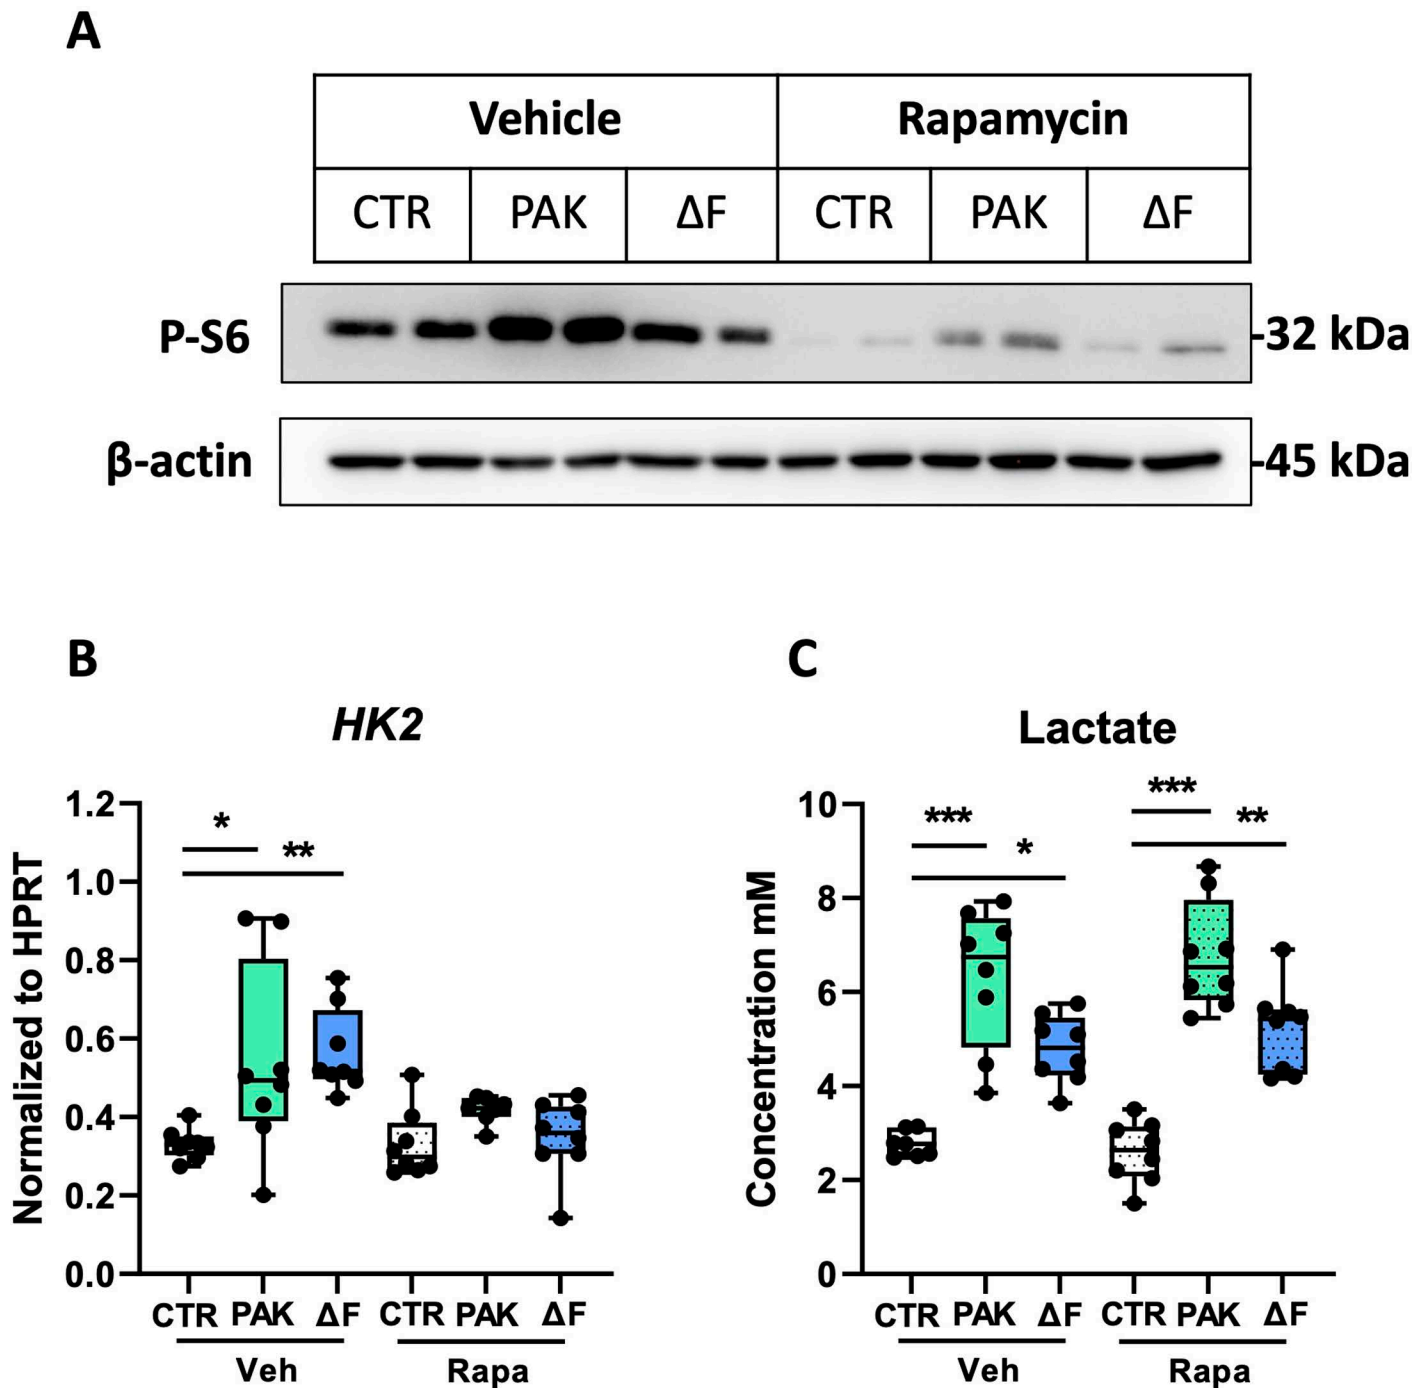 A
Vehicle Rapamycin
CTR PAK ΔF CTR PAK ΔF
P-S6 -32 kDa
β-actin -45 kDa
B
HK2
Normalized to HPRT
1.2
1.0
0.8
0.6
0.4
0.2
0.0
* **
CTR PAK ΔF CTR PAK ΔF
Veh Rapa
C
Lactate
Concentration mM
10
8
6
4
2
0
*** * *** **
CTR PAK ΔF CTR PAK ΔF
Veh Rapa